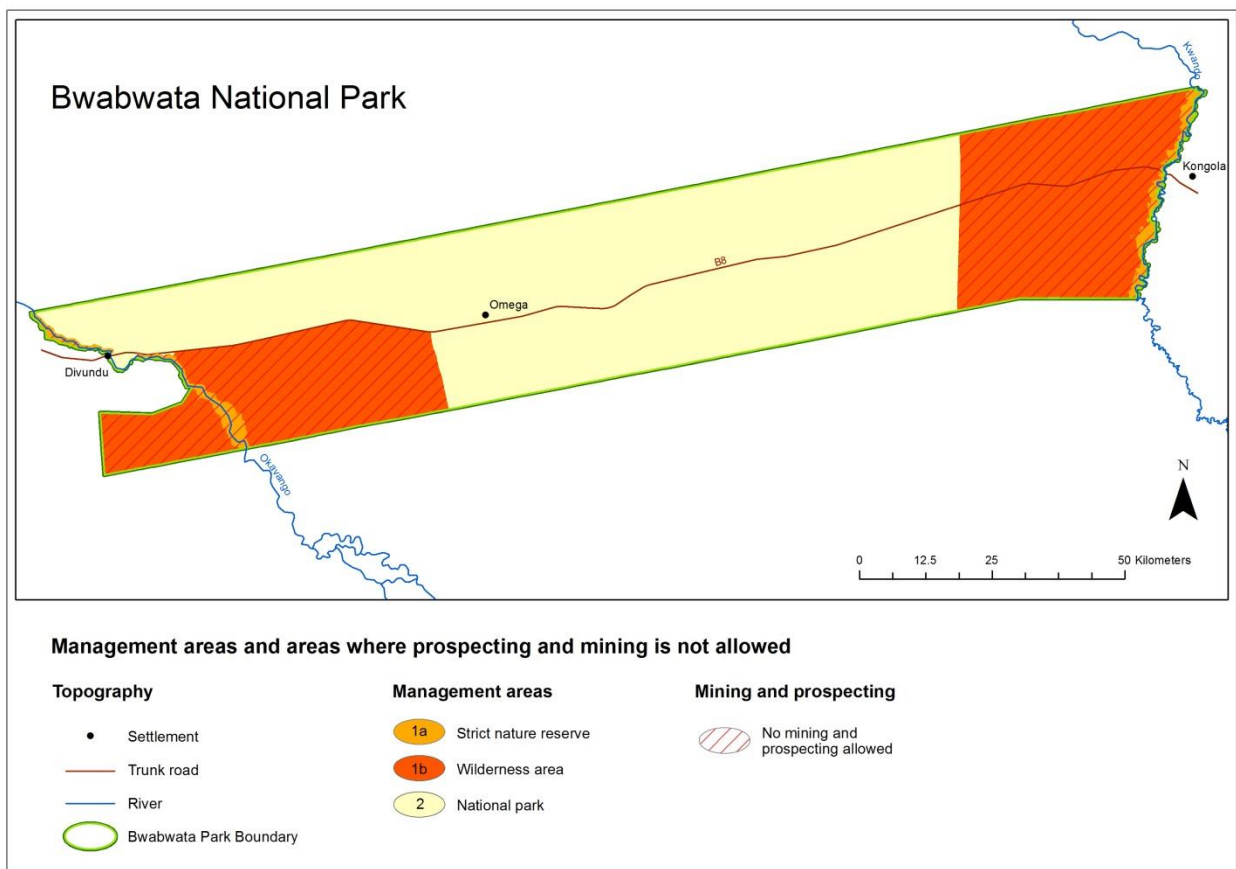 Bwabwata National Park
Kwando
Kongola
B8
Omega
Divundu
Okavango
N
0 12.5 25 50 Kilometers
Management areas and areas where prospecting and mining is not allowed
Topography
Settlement
Trunk road
River
Bwabwata Park Boundary
Management areas
1a Strict nature reserve
1b Wilderness area
2 National park
Mining and prospecting
No mining and
prospecting allowed